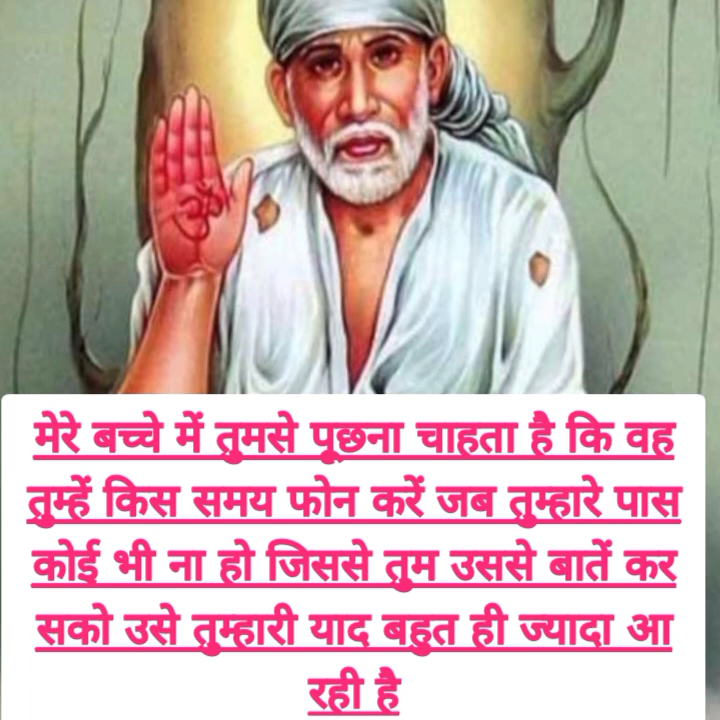 ॐ
मेरे बच्चे में तुमसे पूछना चाहता है कि वह
तुम्हें किस समय फोन करें जब तुम्हारे पास
कोई भी ना हो जिससे तुम उससे बातें कर
सको उसे तुम्हारी याद बहुत ही ज्यादा आ
रही है